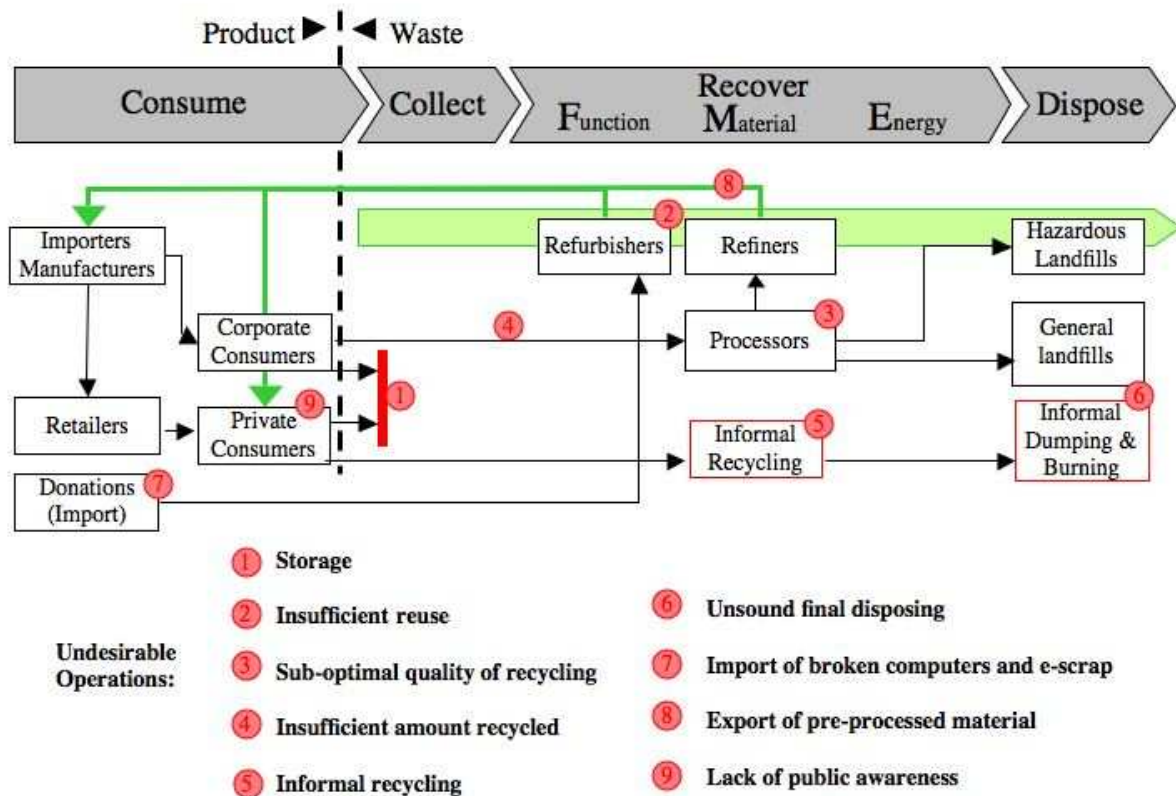 Product
Waste
Consume
Collect
Recover
Function
Material
Energy
Dispose
8
2
Importers
Manufacturers
Refurbishers
Refiners
Hazardous
Landfills
Corporate
Consumers
4
Processors
3
General
landfills
1
Retailers
Private
Consumers
9
Informal
Recycling
5
Informal
Dumping &
Burning
6
Donations
(Import)
7
Undesirable
Operations:
1 Storage
2 Insufficient reuse
3 Sub-optimal quality of recycling
4 Insufficient amount recycled
5 Informal recycling
6 Unsound final disposing
7 Import of broken computers and e-scrap
8 Export of pre-processed material
9 Lack of public awareness